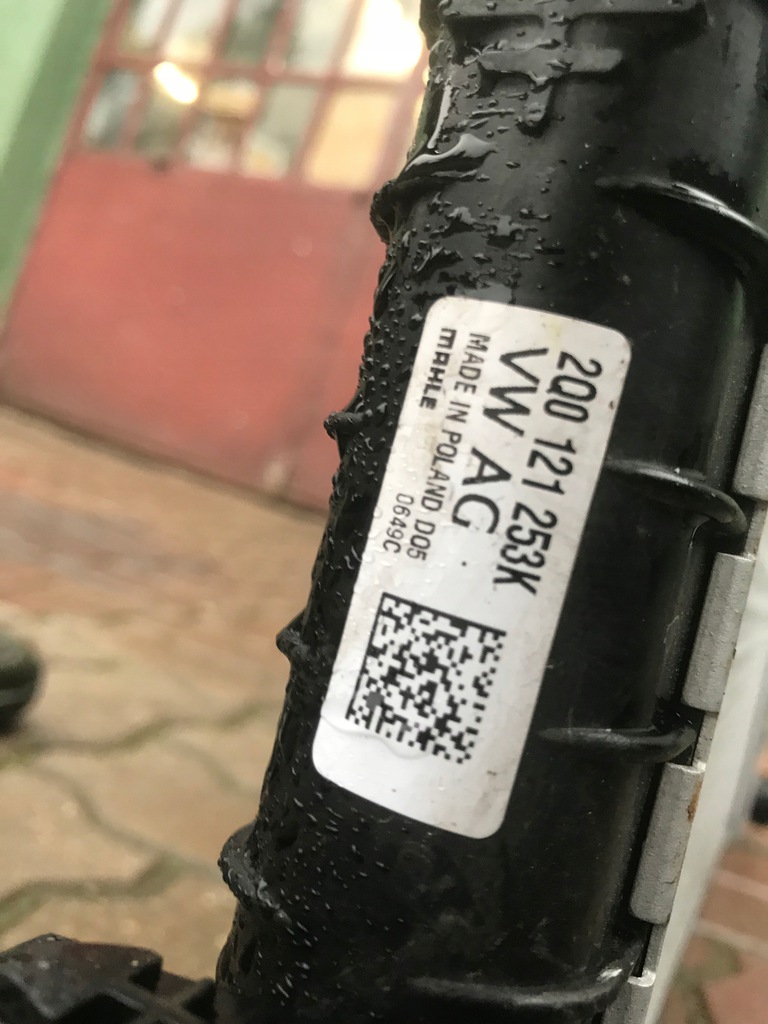 2Q0 121 253K
VW AG
MADE IN POLAND D05
MAHLE 0649C